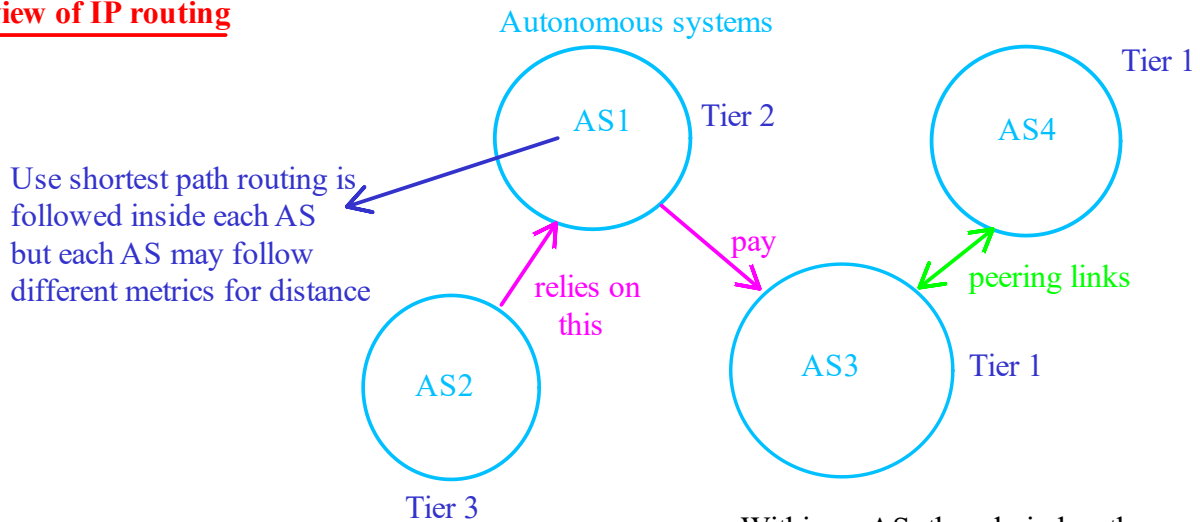 view of IP routing
Autonomous systems
Tier 1
AS1
Tier 2
AS4
Use shortest path routing is
followed inside each AS
but each AS may follow
different metrics for distance
pay
relies on
this
peering links
AS2
AS3
Tier 1
Tier 3